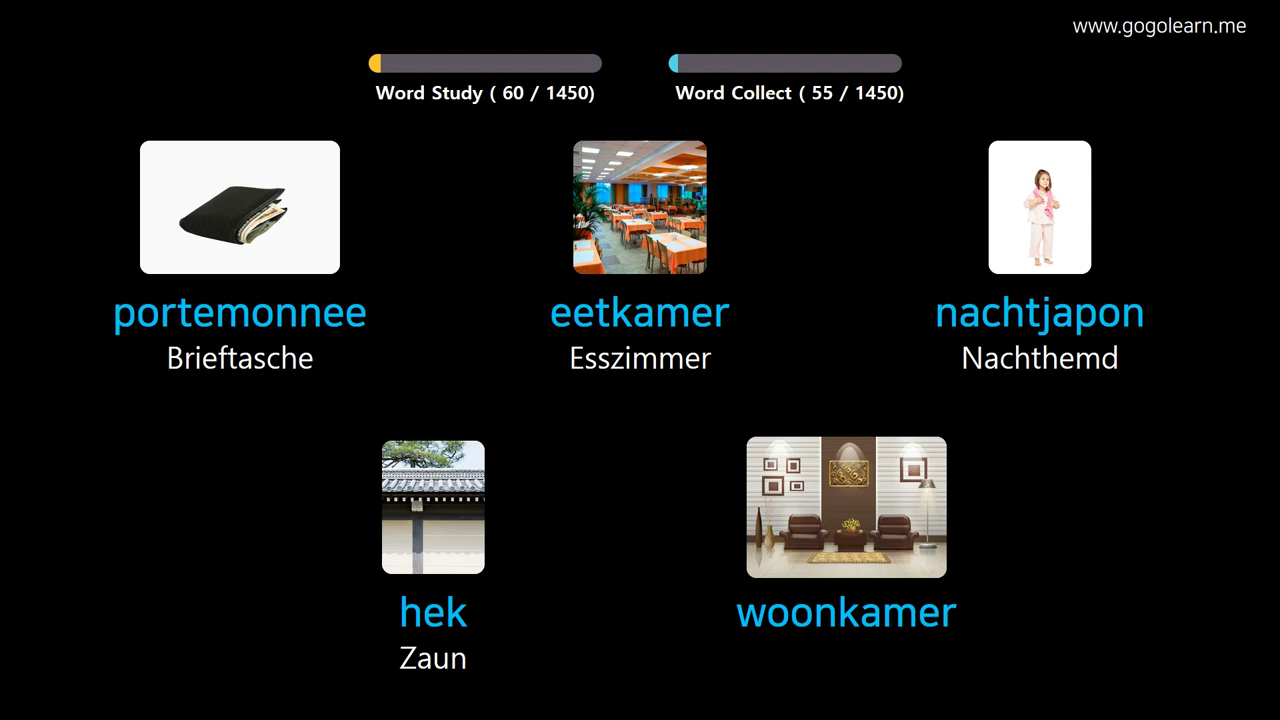 www.gogolearn.me
Word Study ( 60 / 1450)
Word Collect ( 55 / 1450)
portemonnee
Brieftasche
eetkamer
Esszimmer
nachtjapon
Nachthemd
hek
Zaun
woonkamer